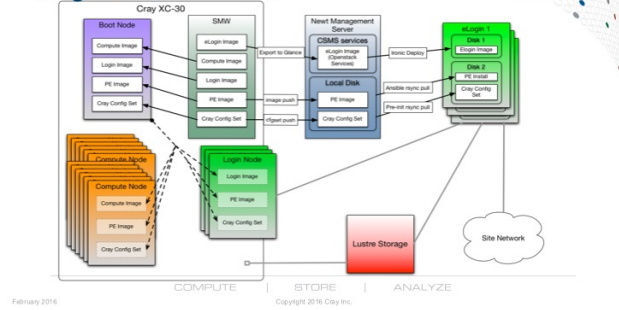 Cray XC-30
Boot Node
Compute Image
Login Image
PE Image
Cray Config Set
SMW
eLogin Image
Compute Image
Login Image
PE Image
Cray Config Set
Export to Glance
image push
cfgset push
Newt Management
Server
CSMS services
eLogin Image
(Openstack
Services)
Local Disk
PE Image
Cray Config Set
Ironic Deploy
Ansible rsync pull
Pre-init rsync pull
eLogin 1
Disk 1
Elogin Image
Disk 2
PE Install
Cray Config
Set
Compute Node
Compute Node
Compute Image
PE Image
Cray Config Set
Login Node
Login Image
PE Image
Cray Config Set
Lustre Storage
Site Network
COMPUTE | STORE | ANALYZE
February 2016
Copyright 2016 Cray Inc.